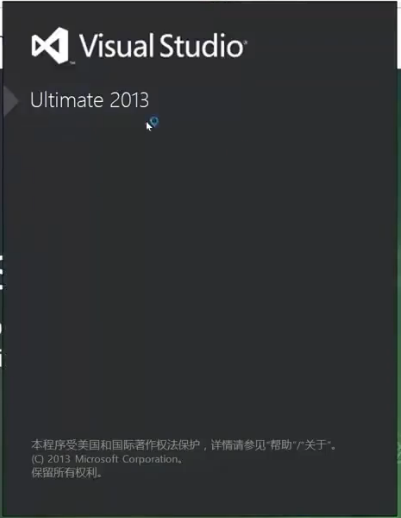 Visual Studio
Ultimate 2013
本程序受美国和国际著作权法保护，详情请参见"帮助"/"关于"。
(C) 2013 Microsoft Corporation。
保留所有权利。